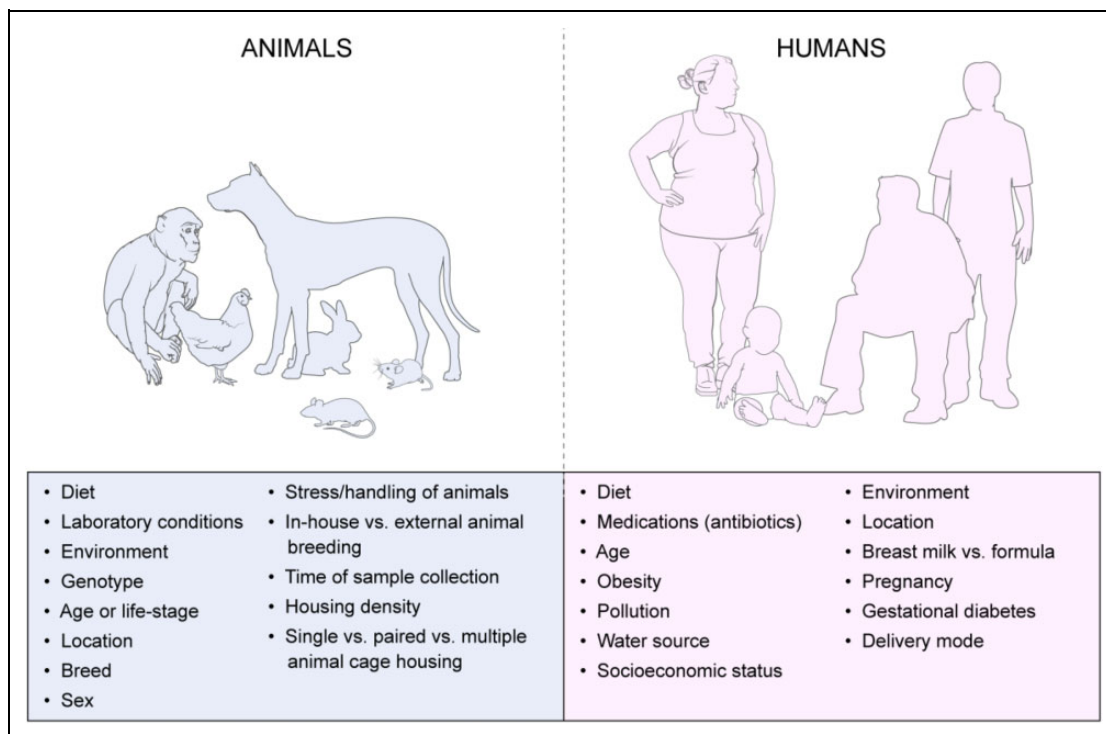 ANIMALS
HUMANS
• Diet
• Laboratory conditions
• Environment
• Genotype
• Age or life-stage
• Location
• Breed
• Sex
• Stress/handling of animals
• In-house vs. external animal
breeding
• Time of sample collection
• Housing density
• Single vs. paired vs. multiple
animal cage housing
• Diet
• Medications (antibiotics)
• Age
• Obesity
• Pollution
• Water source
• Socioeconomic status
• Environment
• Location
• Breast milk vs. formula
• Pregnancy
• Gestational diabetes
• Delivery mode